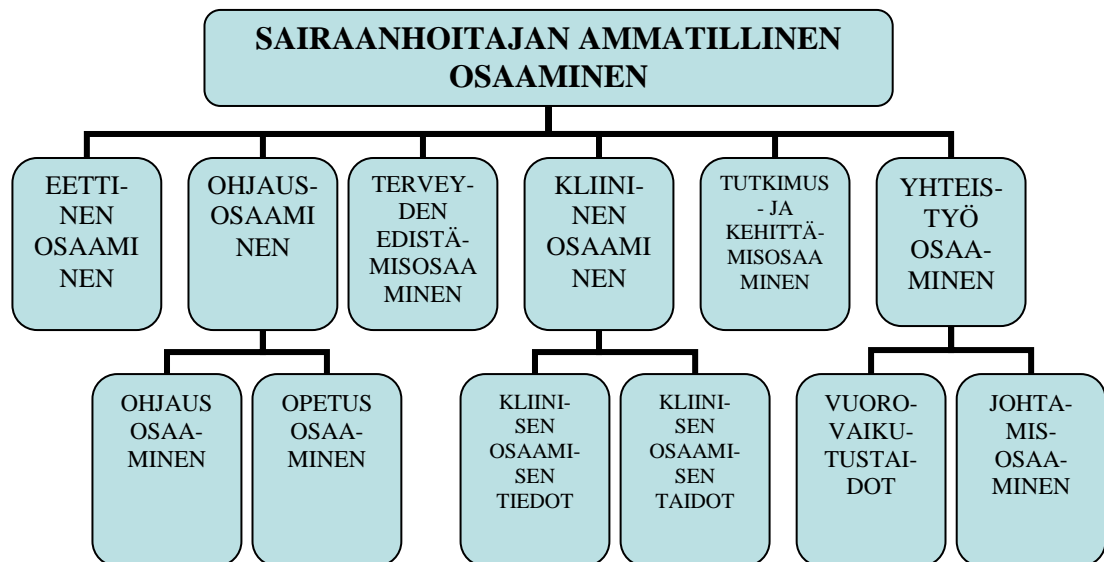 SAIRAANHOITAJAN AMMATILLINEN
OSAAMINEN
EETTI-
NEN
OSAAMI
NEN
OHJAUS-
OSAAMI
NEN
TERVEY-
DEN
EDISTÄ-
MISOSAA
MINEN
KLIINI-
NEN
OSAAMI
NEN
TUTKIMUS
- JA
KEHITTÄ-
MISOSAA
MINEN
YHTEIS-
TYÖ
OSAA-
MINEN
OHJAUS
OSAA-
MINEN
OPETUS
OSAA-
MINEN
KLIINI-
SEN
OSAAMI-
SEN
TIEDOT
KLIINI-
SEN
OSAAMI-
SEN
TAIDOT
VUORO-
VAIKU-
TUSTAI-
DOT
JOHTA-
MIS-
OSAA-
MINEN